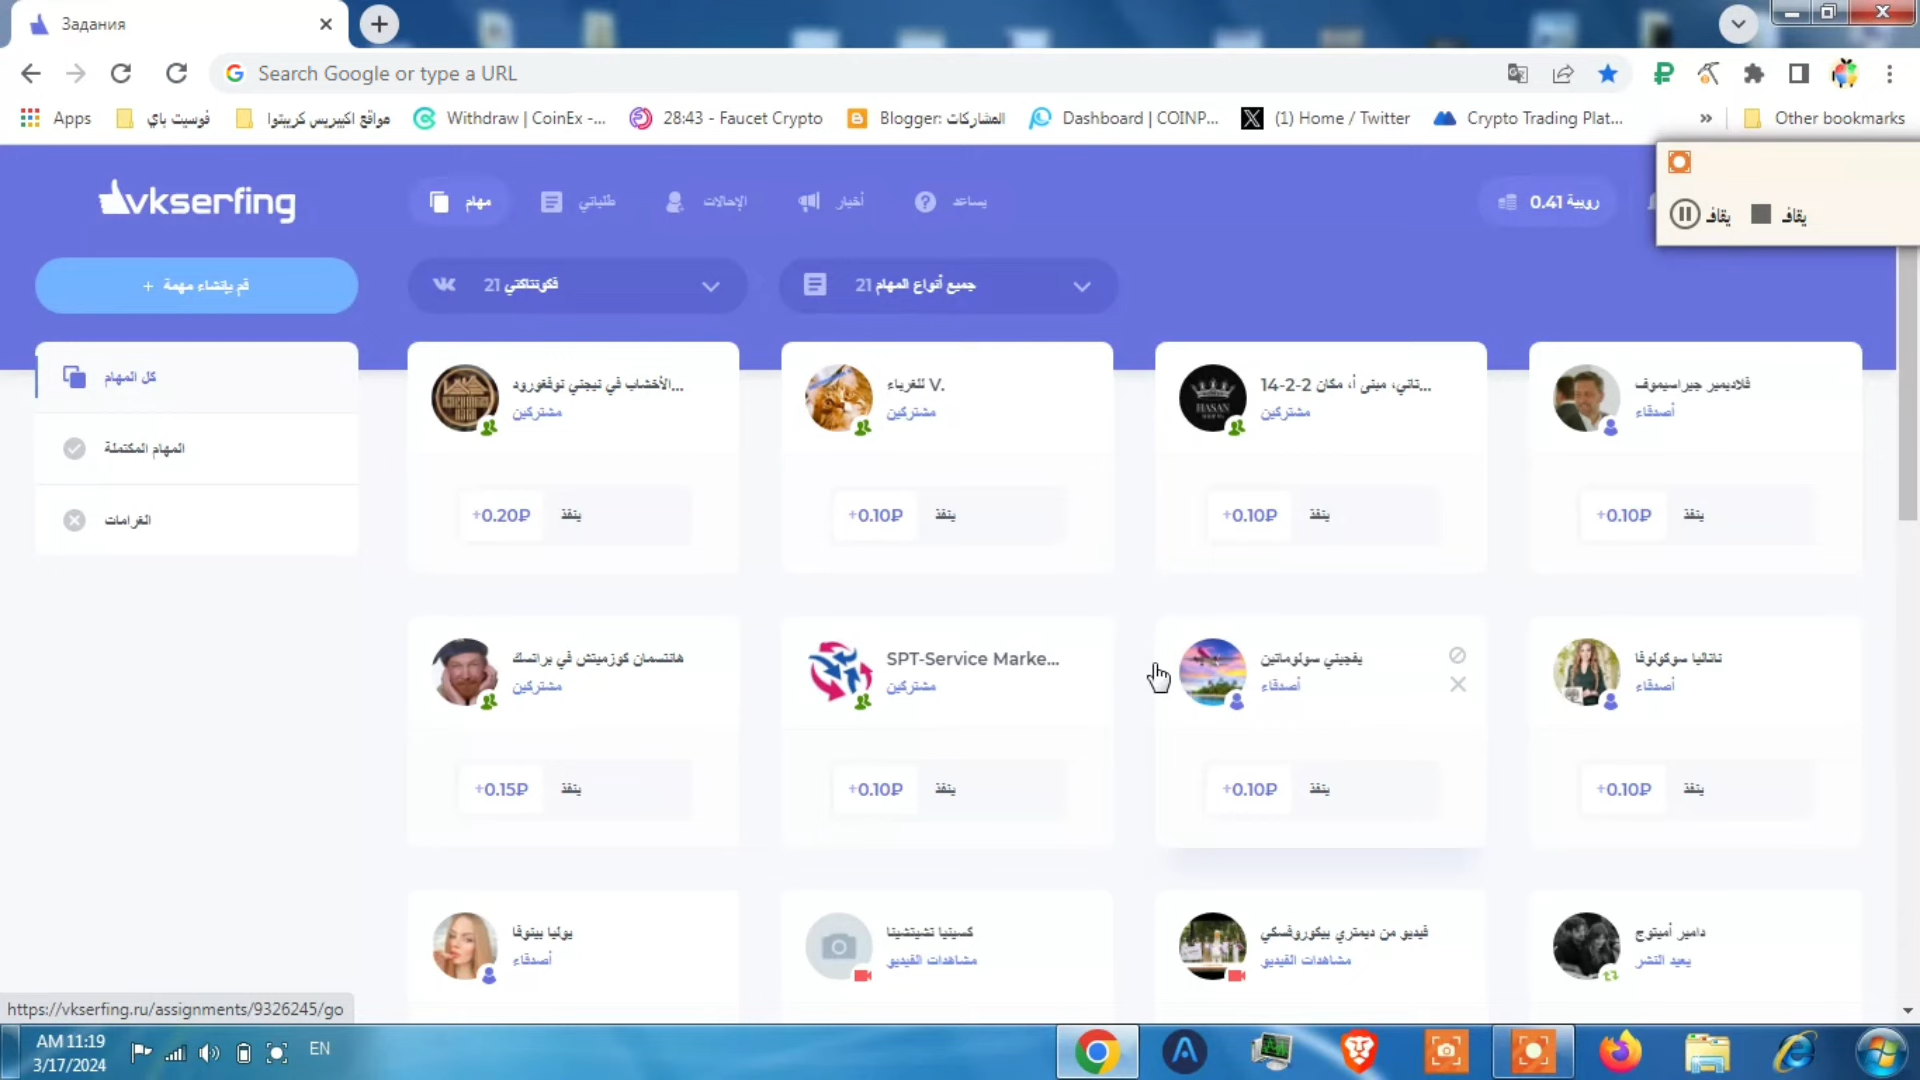 Задания
Search Google or type a URL
Apps
فوسيت باي
مواقع اكبيريس كريبتوا
Withdraw | CoinEx -...
28:43 - Faucet Crypto
Blogger: المشاركات
Dashboard | COINP...
(1) Home / Twitter
Crypto Trading Plat...
»
Other bookmarks
vkserfing
مهام
طلباتي
الإحالات
أخبار
يساعد
0.41 روبية
يقاف
يقاف
قم بإنشاء مهمة +
فكونتاكتي 21
جميع أنواع المهام 21
كل المهام
المهام المكتملة
الغرامات
الأخشاب في نيجني نوفغورود...
مشتركين
+0.20₽ ينفذ
للغرباء V.
مشتركين
+0.10₽ ينفذ
تاتي، مبنى أ، مكان 2-2-14...
مشتركين
+0.10₽ ينفذ
فلاديمير جيراسيموف
أصدقاء
+0.10₽ ينفذ
هانتسمان كوزميتش في براتسك
مشتركين
+0.15₽ ينفذ
SPT-Service Marke...
مشتركين
+0.10₽ ينفذ
يفجيني سولوماتين
أصدقاء
+0.10₽ ينفذ
ناتاليا سوكولوفا
أصدقاء
+0.10₽ ينفذ
يوليا بيتوفا
أصدقاء
كسينيا تشيتشينا
مشاهدات الفيديو
فيديو من ديمتري بيكوروفسكي
مشاهدات الفيديو
دامير أميتوج
يعيد النشر
https://vkserfing.ru/assignments/9326245/go
AM 11:19
3/17/2024
EN